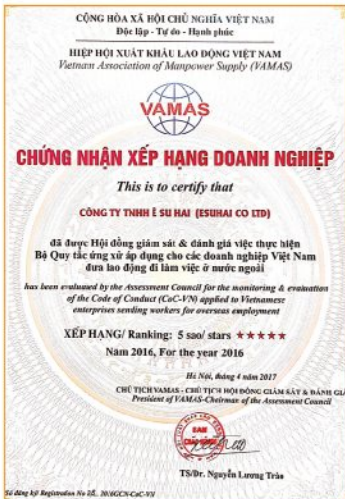 CỘNG HÒA XÃ HỘI CHỦ NGHĨA VIỆT NAM
Độc lập - Tự do - Hạnh phúc
HIỆP HỘI XUẤT KHẨU LAO ĐỘNG VIỆT NAM
Vietnam Association of Manpower Supply (VAMAS)
VAMAS
CHỨNG NHẬN XẾP HẠNG DOANH NGHIỆP
This is to certify that
CÔNG TY TNHH Ê SU HAI (ESUHAI CO LTD)
đã được Hội đồng giám sát & đánh giá việc thực hiện
Bộ Quy tắc ứng xử áp dụng cho các doanh nghiệp Việt Nam
đưa lao động đi làm việc ở nước ngoài
has been evaluated by the Assessment Council for the monitoring & evaluation
of the Code of Conduct (CoC-VN) applied to Vietnamese
enterprises sending workers for overseas employment
XẾP HẠNG/ Ranking: 5 sao/ stars ★★★★★
Năm 2016, For the year 2016
Hà Nội, tháng 4 năm 2017
CHỦ TỊCH VAMAS - CHỦ TỊCH HỘI ĐỒNG GIÁM SÁT & ĐÁNH GIÁ
President of VAMAS-Chairman of the Assessment Council
TS/Dr. Nguyễn Lương Trào
Số đăng ký/ Registration No